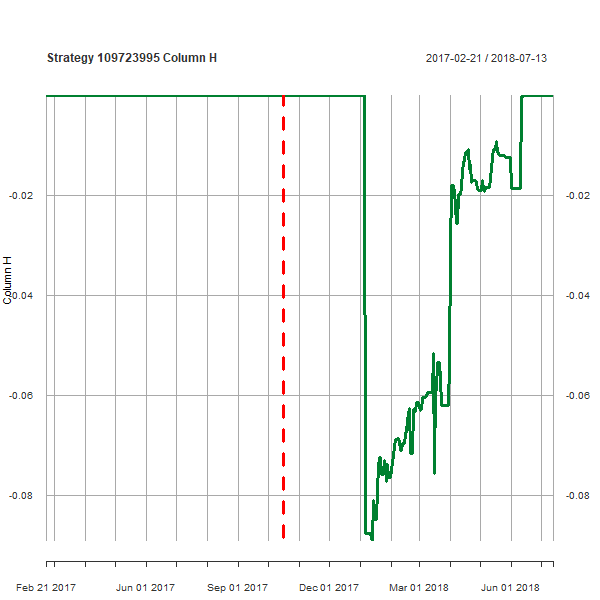 Strategy 109723995 Column H
2017-02-21 / 2018-07-13
-0.02
-0.02
-0.04
-0.04
-0.06
-0.06
-0.08
-0.08
Column H
Feb 21 2017
Jun 01 2017
Sep 01 2017
Dec 01 2017
Mar 01 2018
Jun 01 2018